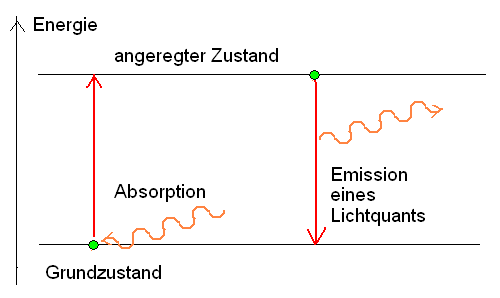 Energie
angeregter Zustand
Absorption
Emission
eines
Lichtquants
Grundzustand